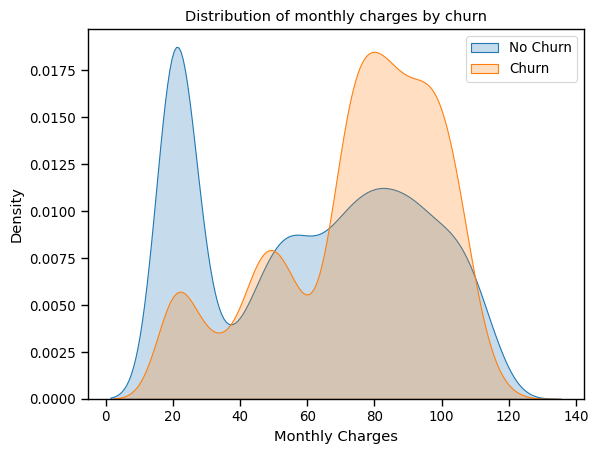 Distribution of monthly charges by churn
No Churn
Churn
Density
0.0175
0.0150
0.0125
0.0100
0.0075
0.0050
0.0025
0.0000
0 20 40 60 80 100 120 140
Monthly Charges